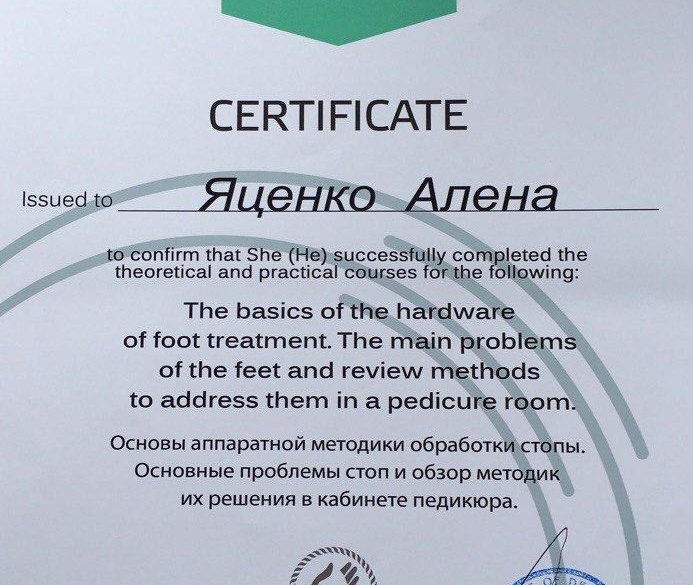 CERTIFICATE
Issued to Яценко Алена
to confirm that She (He) successfully completed the
theoretical and practical courses for the following:
The basics of the hardware
of foot treatment. The main problems
of the feet and review methods
to address them in a pedicure room.
Основы аппаратной методики обработки стопы.
Основные проблемы стоп и обзор методик
их решения в кабинете педикюра.